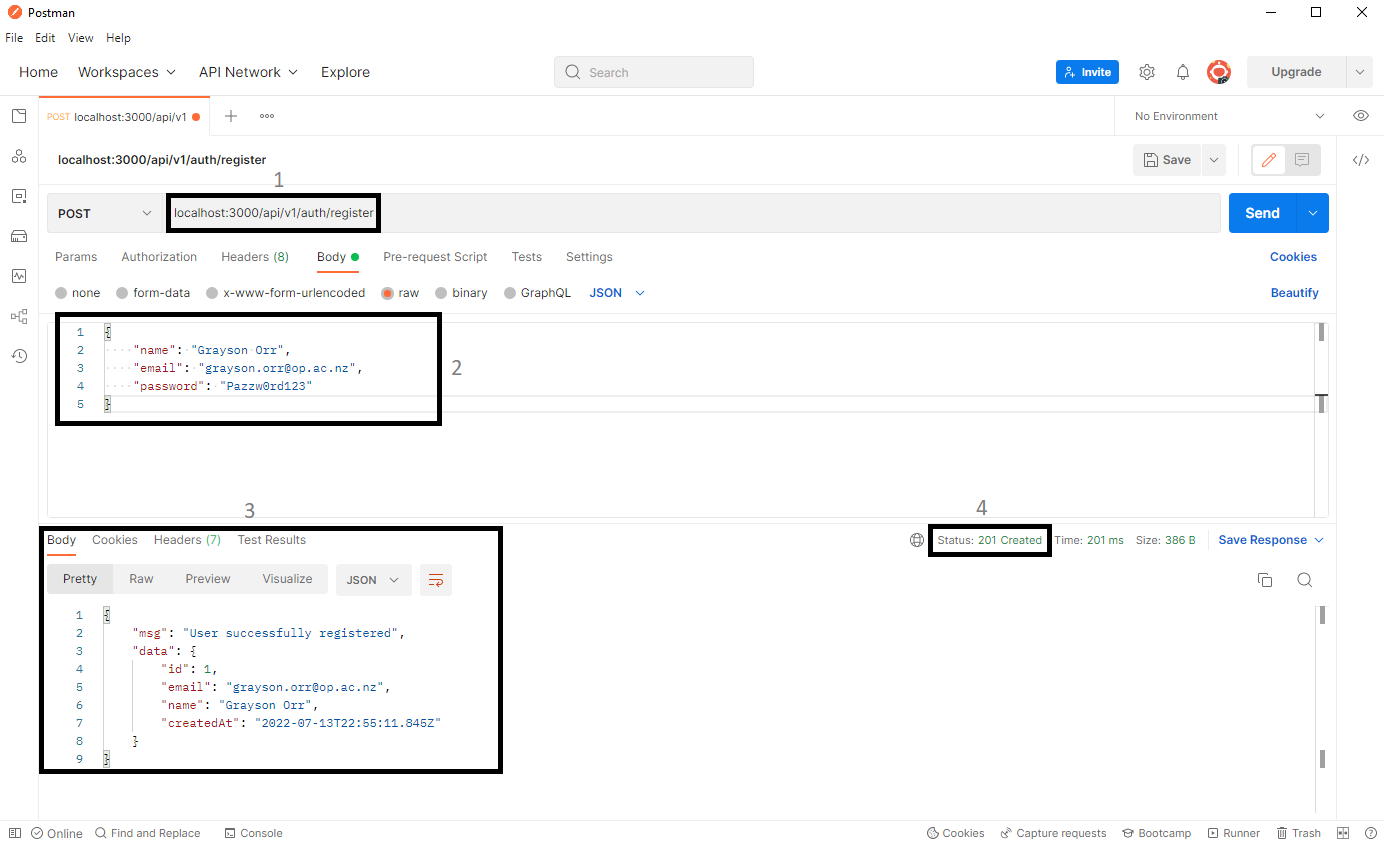 Postman
File Edit View Help
Home Workspaces API Network Explore Search Invite Upgrade
POST localhost:3000/api/v1 No Environment
localhost:3000/api/v1/auth/register Save
1
POST localhost:3000/api/v1/auth/register Send
Params Authorization Headers (8) Body Pre-request Script Tests Settings Cookies
none form-data x-www-form-urlencoded raw binary GraphQL JSON Beautify
1 {
2 "name": "Grayson Orr",
3 "email": "grayson.orr@op.ac.nz",
2
4 "password": "Pazzw0rd123"
5 }
3
4
Body Cookies Headers (7) Test Results Status: 201 Created Time: 201 ms Size: 386 B Save Response
Pretty Raw Preview Visualize JSON
1 {
2 "msg": "User successfully registered",
3 "data": {
4 "id": 1,
5 "email": "grayson.orr@op.ac.nz",
6 "name": "Grayson Orr",
7 "createdAt": "2022-07-13T22:55:11.845Z"
8 }
9 }
Online Find and Replace Console Cookies Capture requests Bootcamp Runner Trash